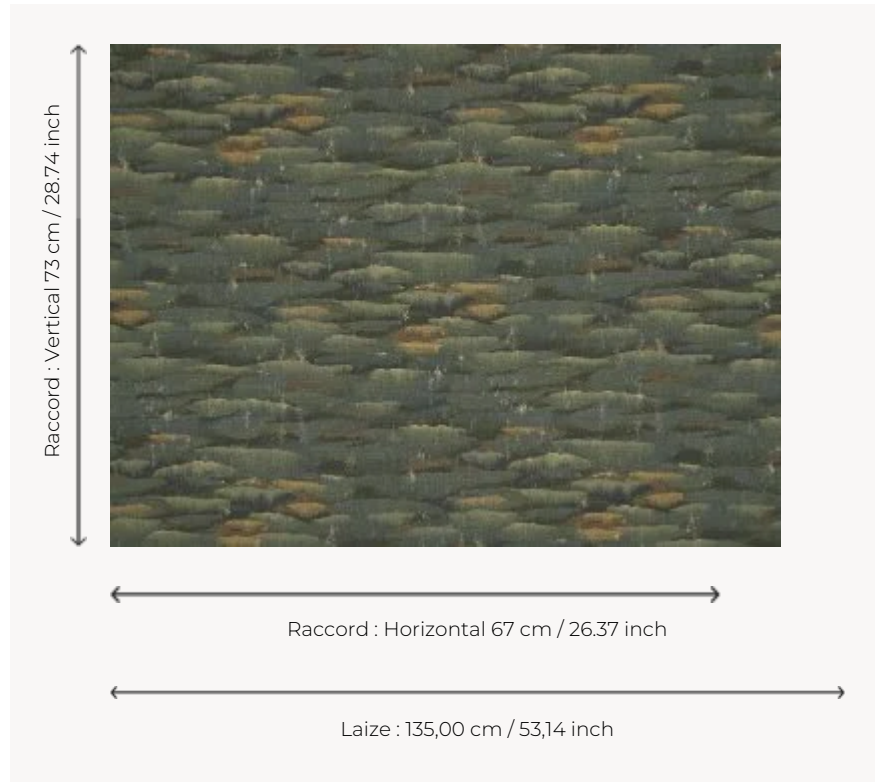 Raccord : Vertical 73 cm / 28.74 inch
Raccord : Horizontal 67 cm / 26.37 inch
Laize : 135,00 cm / 53,14 inch